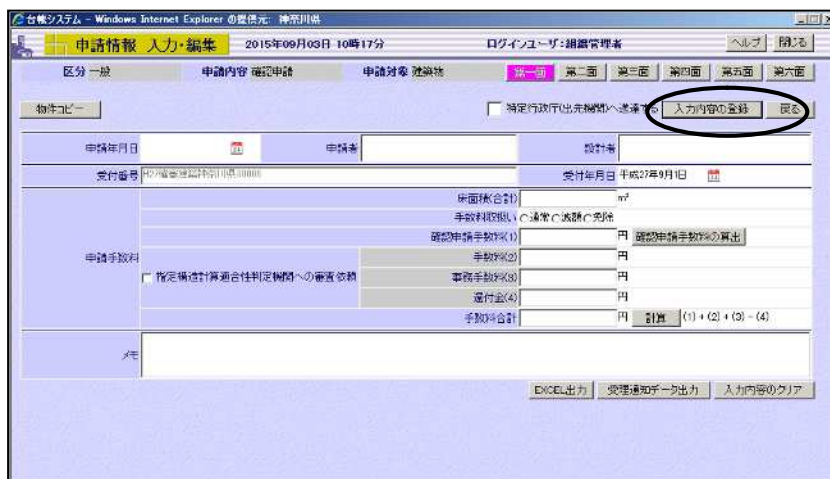 台帳システム - Windows Internet Explorer の提供元: 神奈川県
申請情報 入力・編集 2015年09月03日 10時17分 ログインユーザ:組織管理者 ヘルプ 閉じる
区分 一般 申請内容 確認申請 申請対象 建築物 第一面 第二面 第三面 第四面 第五面 第六面
物件コピー 特定行政庁(出先機関)へ送達する 入力内容の登録 戻る
申請年月日 申請者 設計者
受付番号 受付年月日 平成27年9月1日
床面積(合計) ㎡
手数料取扱い 通常 減額 免除
確認申請手数料(1) 円 確認申請手数料の算出
申請手数料 指定構造計算適合性判定機関への審査依頼 手数料(2) 円
事務手数料(3) 円
還付金(4) 円
手数料合計 円 計算 (1) + (2) + (3) - (4)
メモ
EXCEL出力 受理通知データ出力 入力内容のクリア